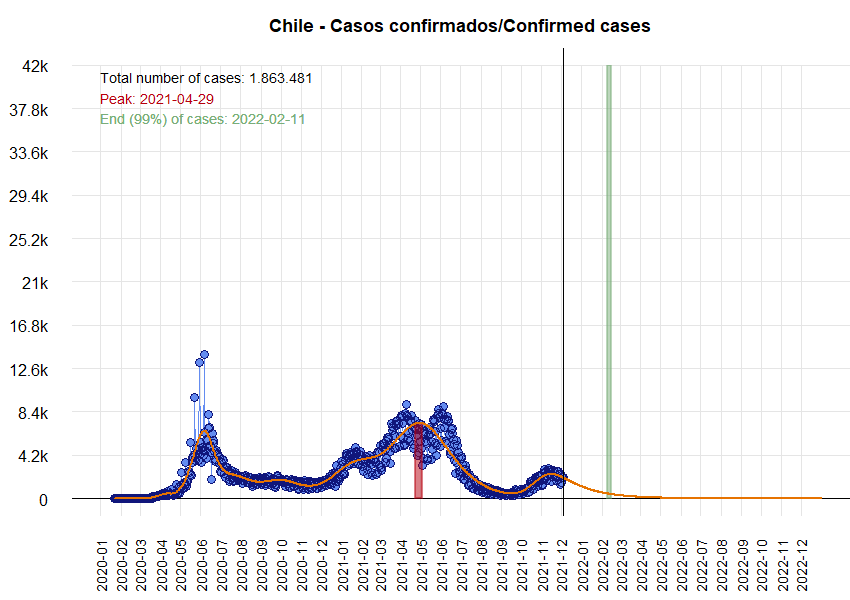 Chile - Casos confirmados/Confirmed cases
Total number of cases: 1.863.481
Peak: 2021-04-29
End (99%) of cases: 2022-02-11
42k
37.8k
33.6k
29.4k
25.2k
21k
16.8k
12.6k
8.4k
4.2k
0
2020-01
2020-02
2020-03
2020-04
2020-05
2020-06
2020-07
2020-08
2020-09
2020-10
2020-11
2020-12
2021-01
2021-02
2021-03
2021-04
2021-05
2021-06
2021-07
2021-08
2021-09
2021-10
2021-11
2021-12
2022-01
2022-02
2022-03
2022-04
2022-05
2022-06
2022-07
2022-08
2022-09
2022-10
2022-11
2022-12